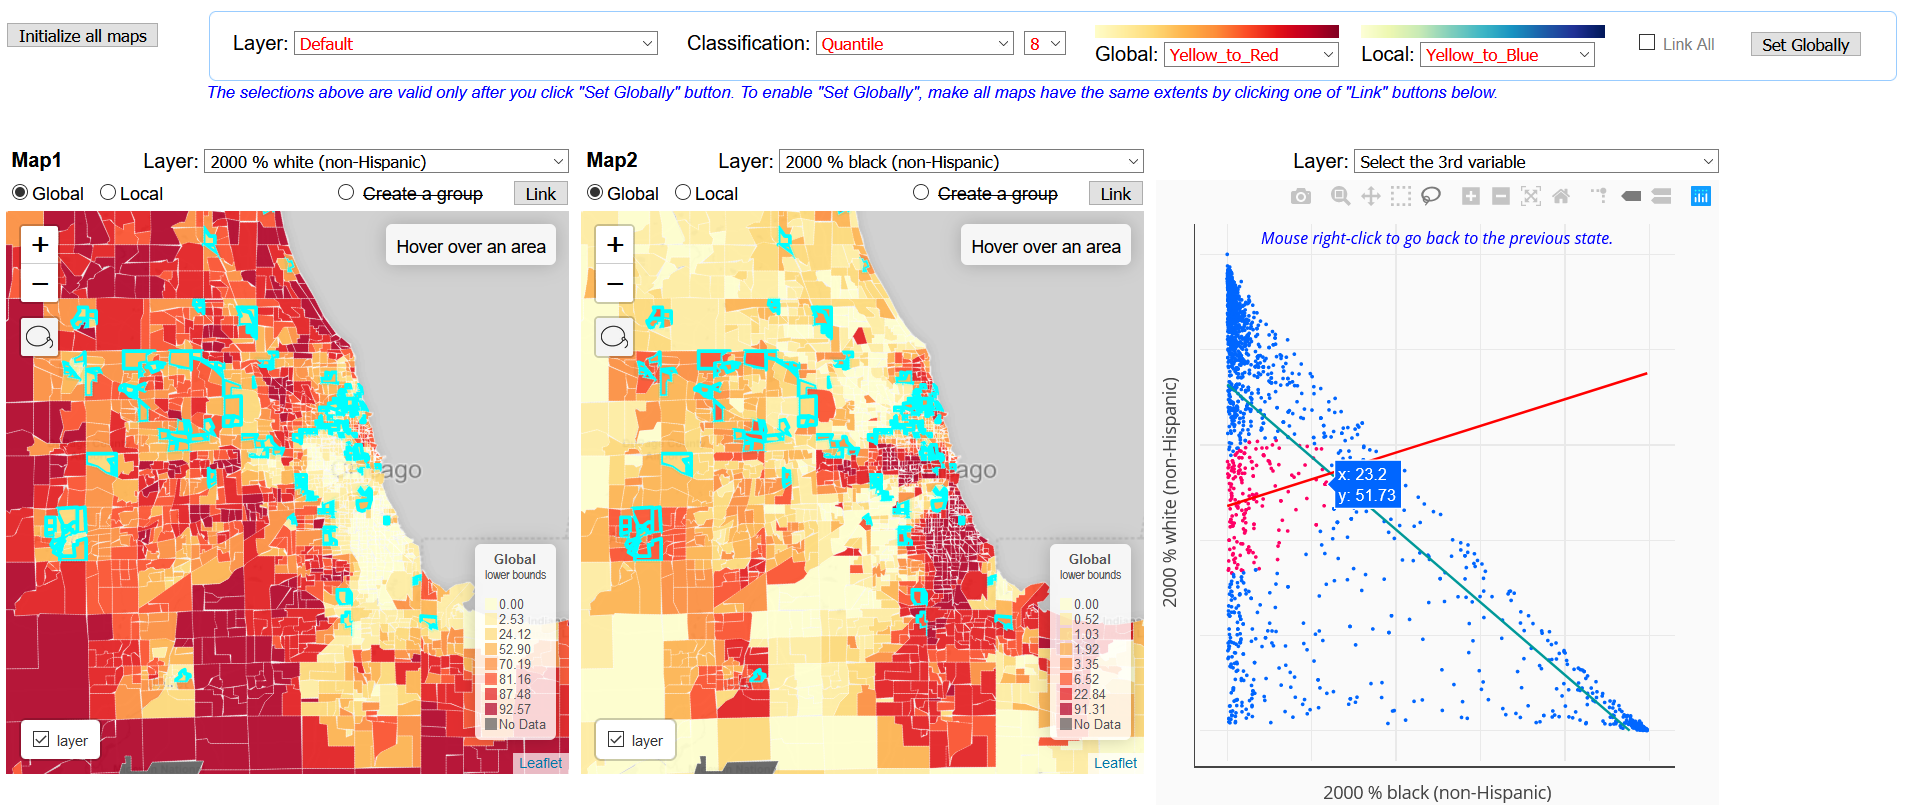 Initialize all maps
Layer: Default Classification: Quantile 8 Global: Yellow_to_Red Local: Yellow_to_Blue Link All Set Globally
The selections above are valid only after you click "Set Globally" button. To enable "Set Globally", make all maps have the same extents by clicking one of "Link" buttons below.
Map1 Layer: 2000 % white (non-Hispanic)
Global Local Create a group Link
+
−
Hover over an area
ago
Global
lower bounds
0.00
2.53
24.12
52.90
70.19
81.16
87.48
92.57
No Data
layer
Leaflet
Map2 Layer: 2000 % black (non-Hispanic)
Global Local Create a group Link
+
−
Hover over an area
ago
Global
lower bounds
0.00
0.52
1.03
1.92
3.35
6.52
22.84
91.31
No Data
layer
Leaflet
Layer: Select the 3rd variable
Mouse right-click to go back to the previous state.
2000 % white (non-Hispanic)
x: 23.2
y: 51.73
2000 % black (non-Hispanic)